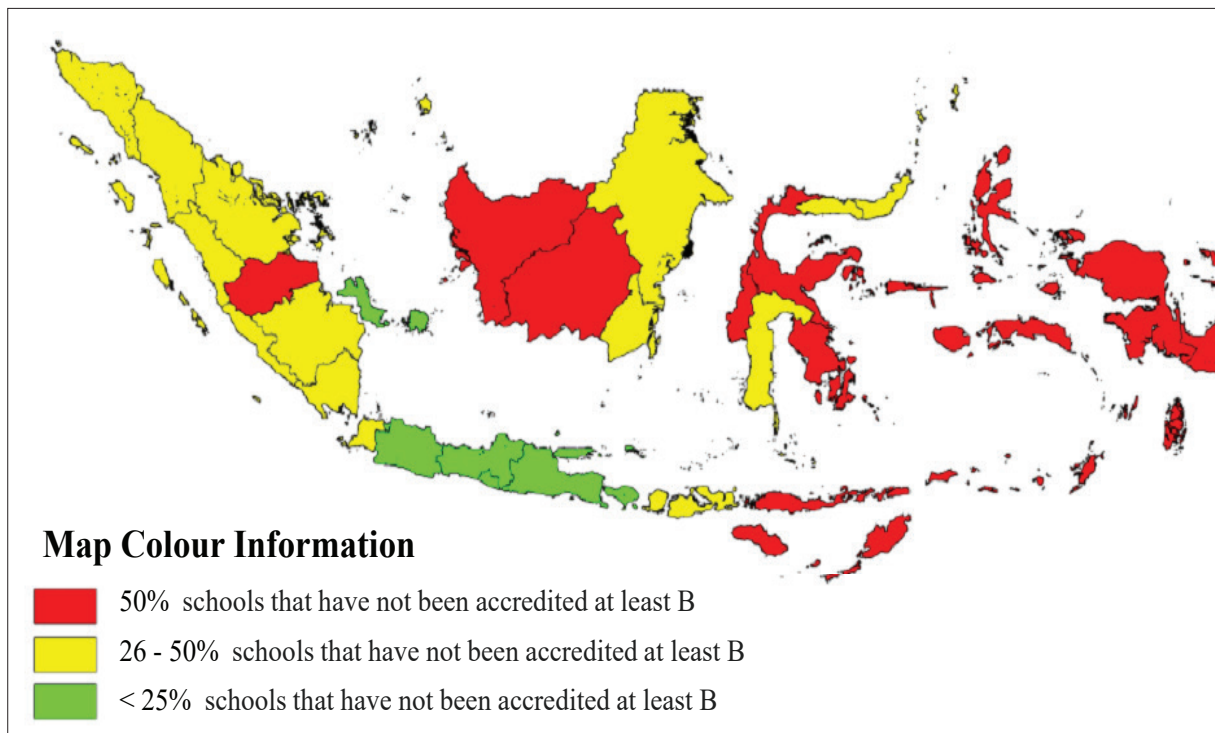 Map Colour Information
50% schools that have not been accredited at least B
26 - 50% schools that have not been accredited at least B
< 25% schools that have not been accredited at least B